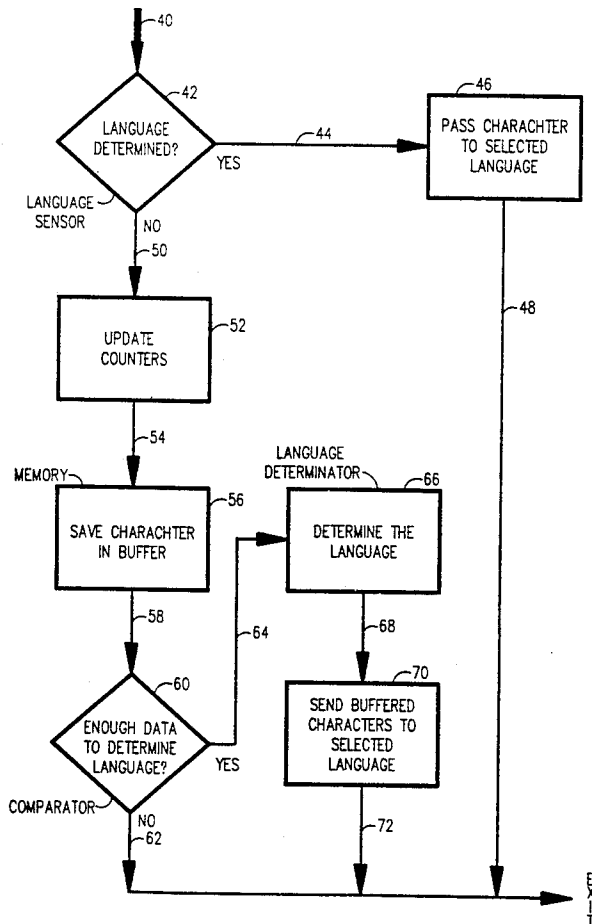 40
42
LANGUAGE
DETERMINED?
LANGUAGE
SENSOR
YES
44
46
PASS CHARACHTER
TO SELECTED
LANGUAGE
48
NO
50
UPDATE
COUNTERS
52
54
MEMORY
SAVE CHARACHTER
IN BUFFER
56
58
ENOUGH DATA
TO DETERMINE
LANGUAGE?
60
COMPARATOR
YES
64
NO
62
LANGUAGE
DETERMINATOR
66
DETERMINE THE
LANGUAGE
68
70
SEND BUFFERED
CHARACTERS TO
SELECTED
LANGUAGE
72
EXIT